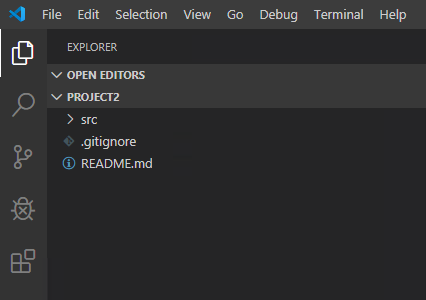 File Edit Selection View Go Debug Terminal Help
EXPLORER
OPEN EDITORS
PROJECT2
src
.gitignore
README.md